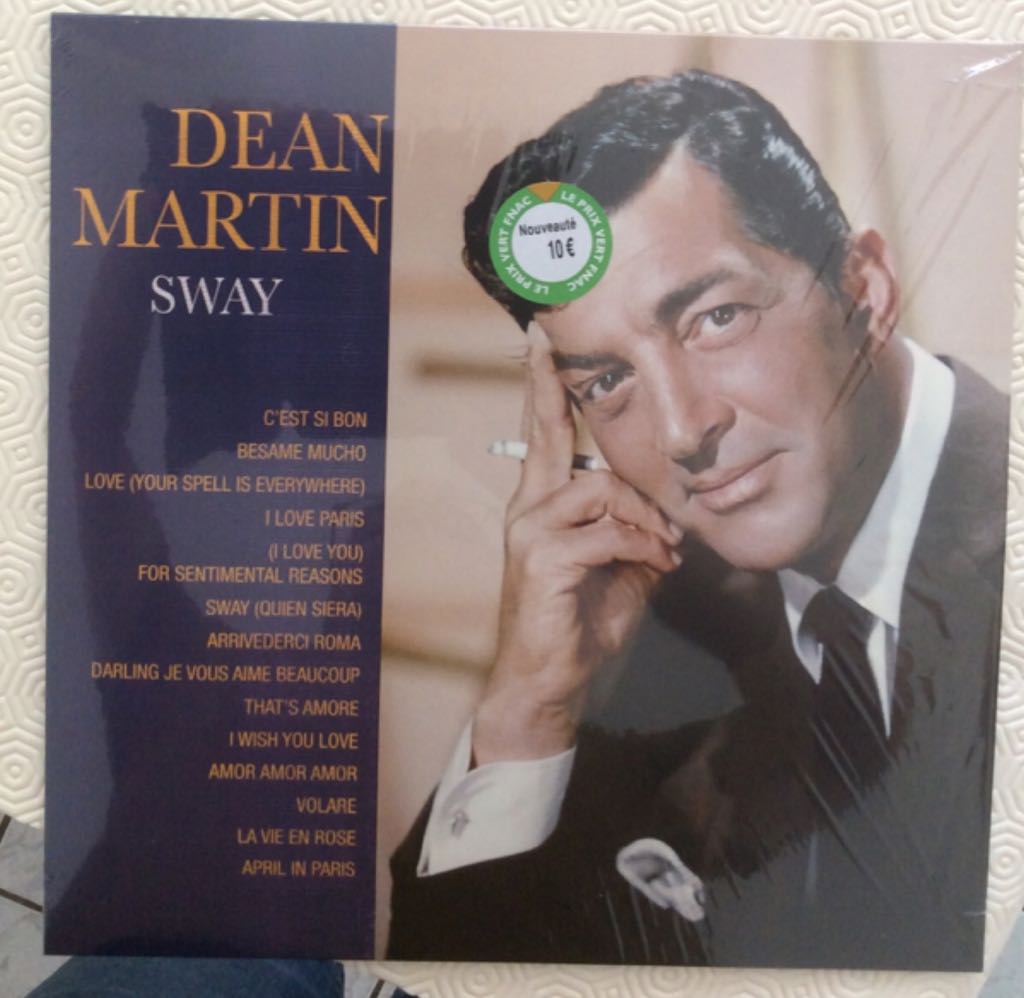 DEAN
MARTIN
SWAY
LE PRIX VERT FNAC
LE PRIX VERT FNAC
Nouveauté
10 €
C'EST SI BON
BESAME MUCHO
LOVE (YOUR SPELL IS EVERYWHERE)
I LOVE PARIS
(I LOVE YOU)
FOR SENTIMENTAL REASONS
SWAY (QUIEN SIERA)
ARRIVEDERCI ROMA
DARLING JE VOUS AIME BEAUCOUP
THAT'S AMORE
I WISH YOU LOVE
AMOR AMOR AMOR
VOLARE
LA VIE EN ROSE
APRIL IN PARIS